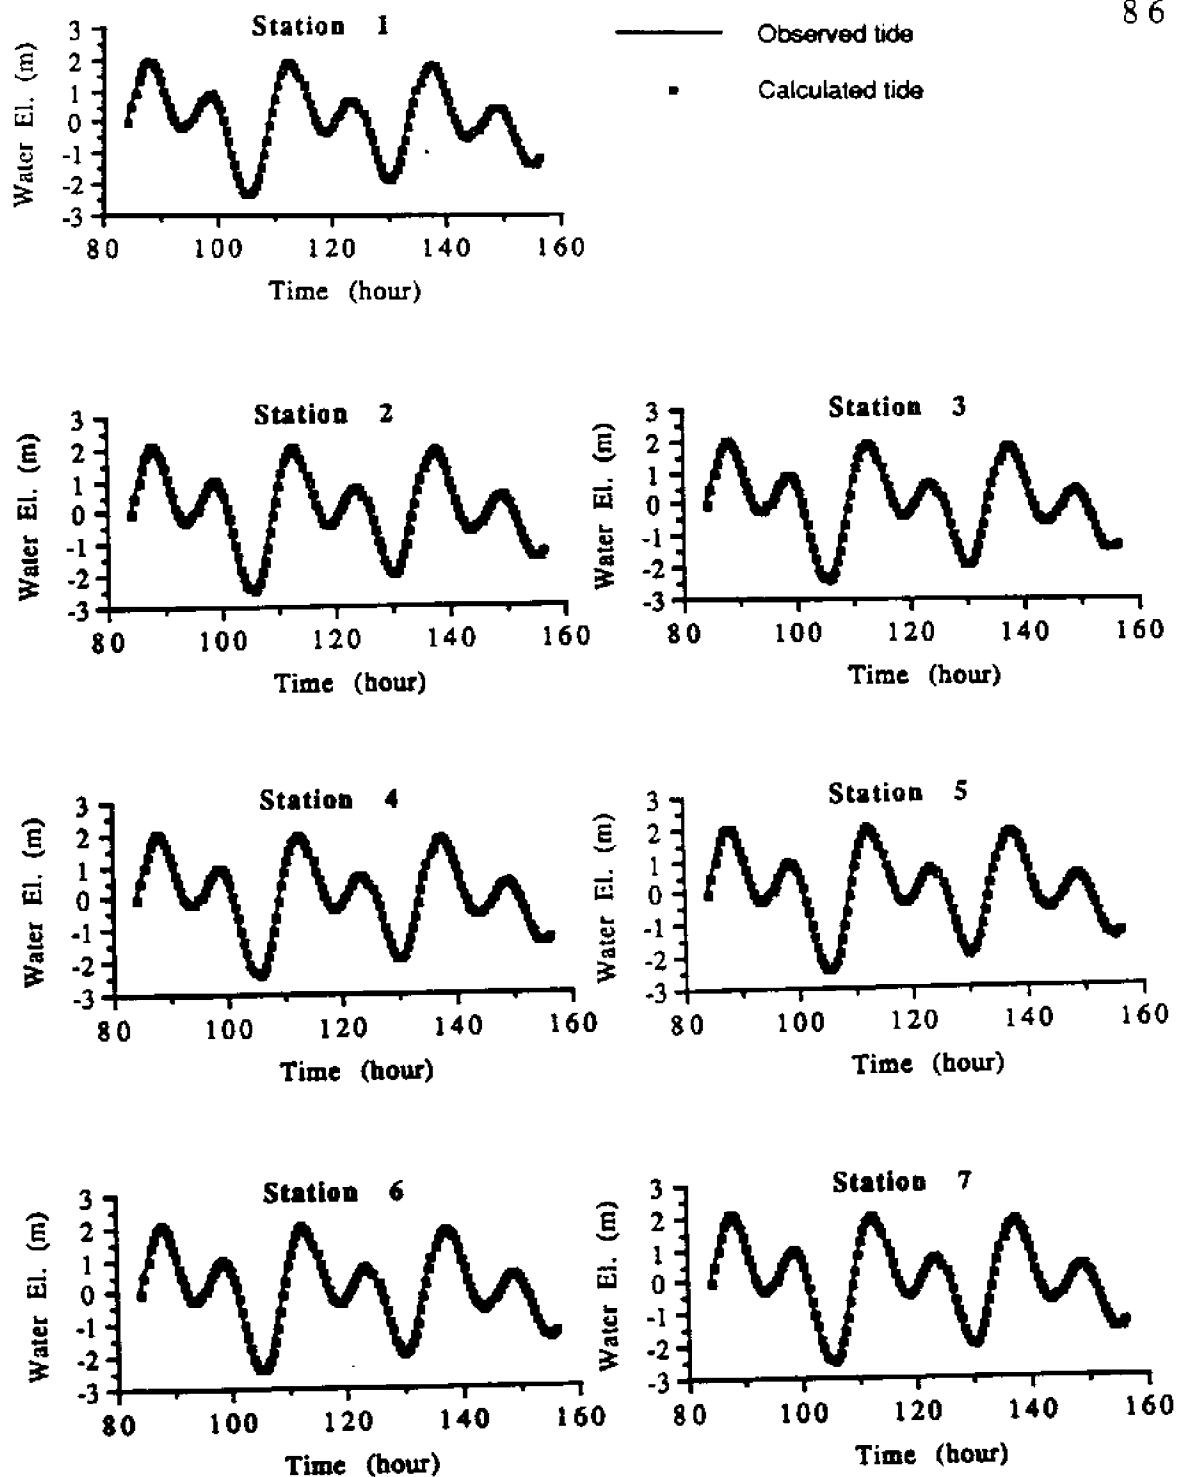 86
Observed tide
Calculated tide
Station 1
Water El. (m)
3
2
1
0
-1
-2
-3
80 100 120 140 160
Time (hour)
Station 2
Water El. (m)
3
2
1
0
-1
-2
-3
80 100 120 140 160
Time (hour)
Station 3
Water El. (m)
3
2
1
0
-1
-2
-3
80 100 120 140 160
Time (hour)
Station 4
Water El. (m)
3
2
1
0
-1
-2
-3
80 100 120 140 160
Time (hour)
Station 5
Water El. (m)
3
2
1
0
-1
-2
-3
80 100 120 140 160
Time (hour)
Station 6
Water El. (m)
3
2
1
0
-1
-2
-3
80 100 120 140 160
Time (hour)
Station 7
Water El. (m)
3
2
1
0
-1
-2
-3
80 100 120 140 160
Time (hour)